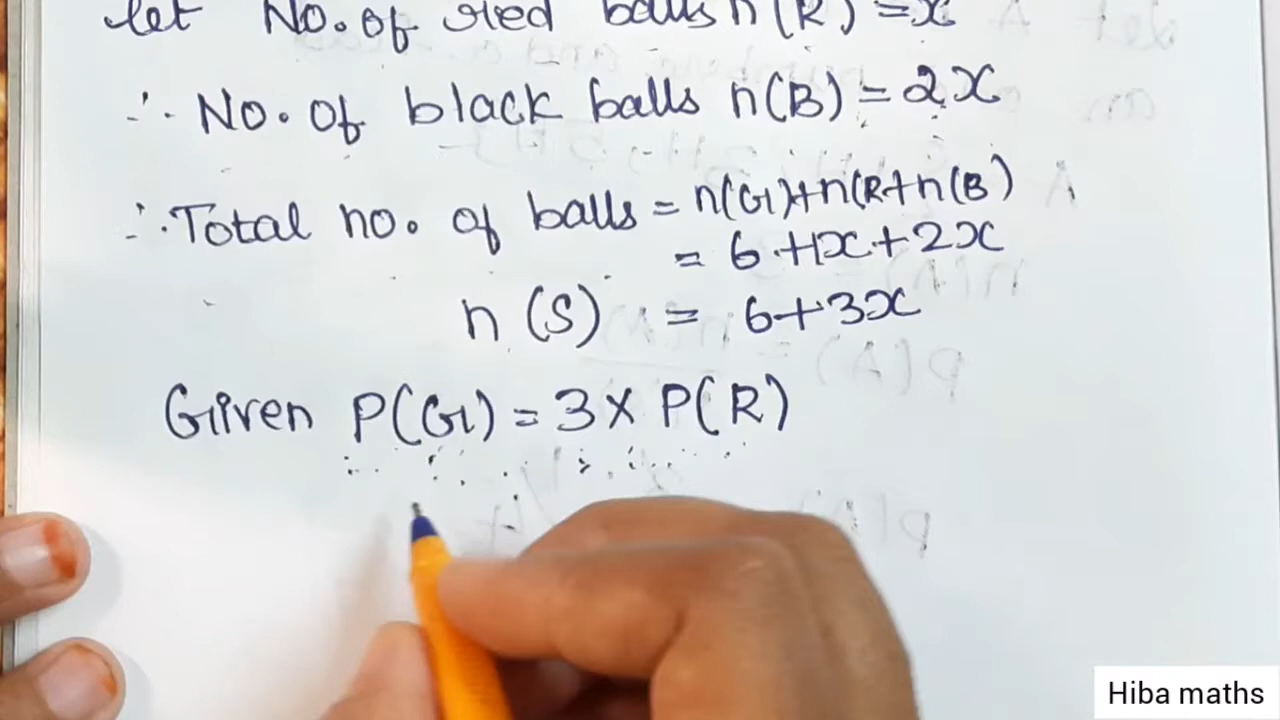 let No. of red balls n(R) = x
∴ No. of black balls n(B) = 2x
∴ Total no. of balls = n(G)+n(R+n(B)
= 6+x+2x
n(S) = 6+3x
Given P(G) = 3 × P(R)
Hiba maths